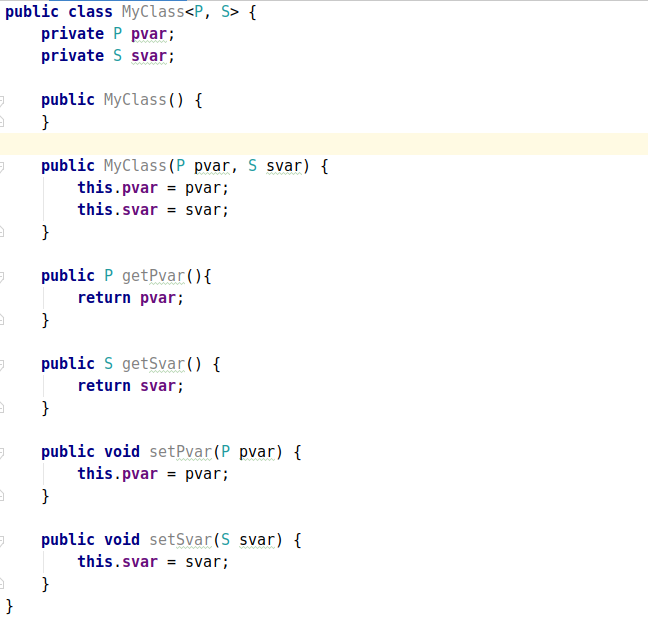 public class MyClass<P, S> {
    private P pvar;
    private S svar;

    public MyClass() {
    }

    public MyClass(P pvar, S svar) {
        this.pvar = pvar;
        this.svar = svar;
    }

    public P getPvar(){
        return pvar;
    }

    public S getSvar() {
        return svar;
    }

    public void setPvar(P pvar) {
        this.pvar = pvar;
    }

    public void setSvar(S svar) {
        this.svar = svar;
    }
}